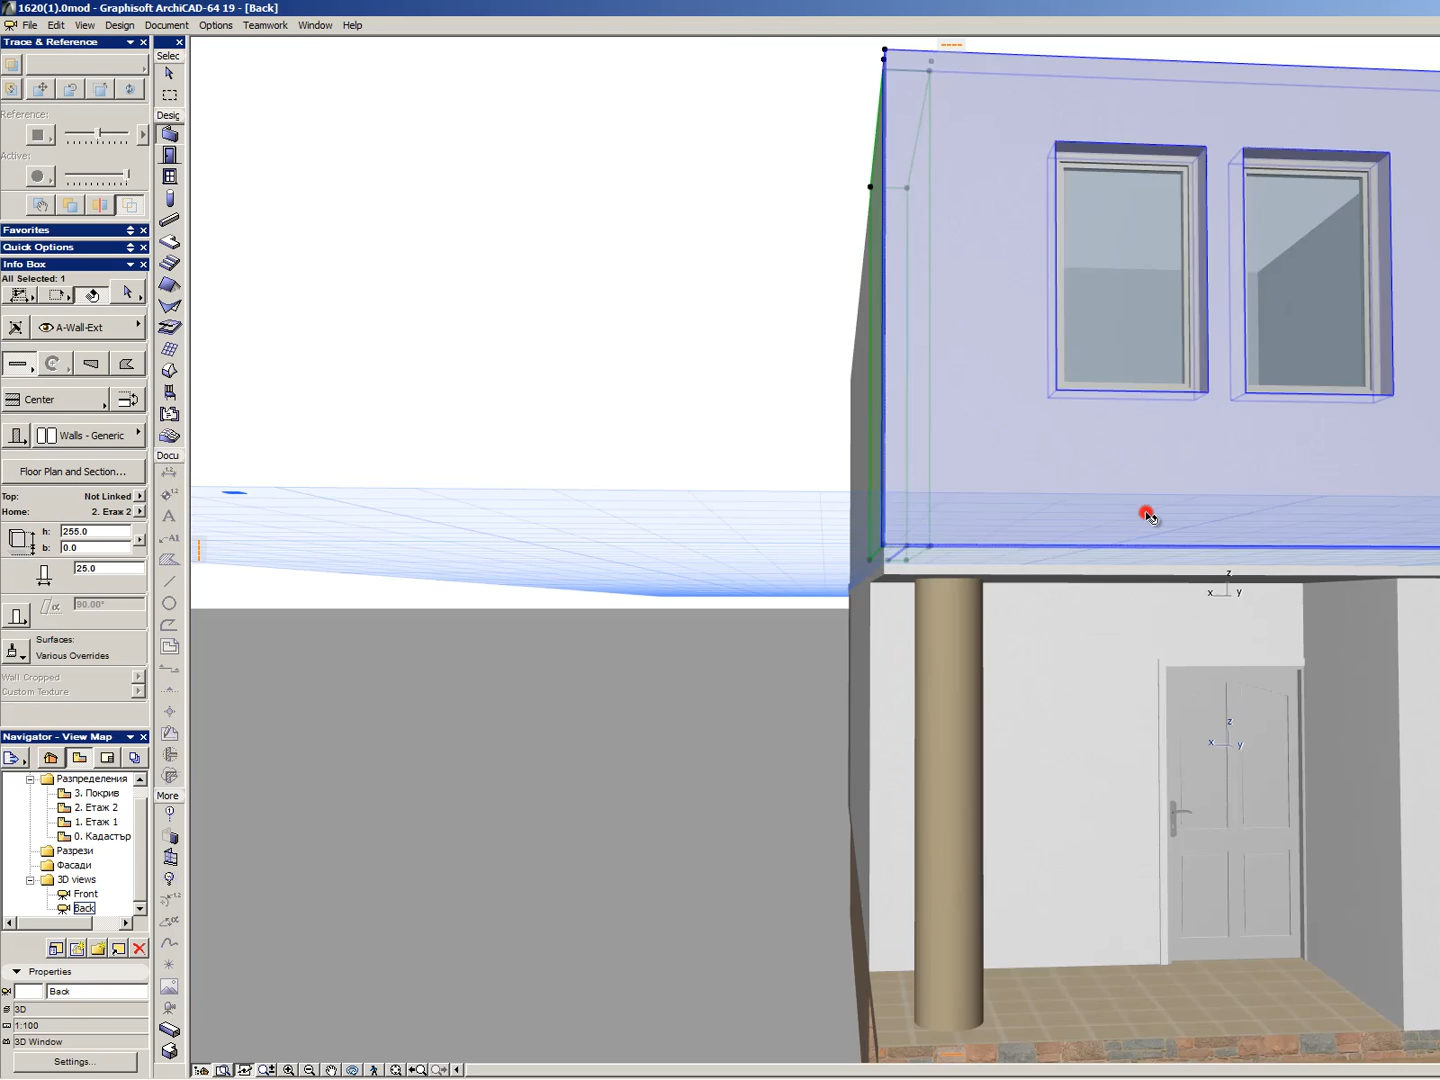 1620(1).0mod - Graphisoft ArchiCAD-64 19 - [Back]
File Edit View Design Document Options Teamwork Window Help
Trace & Reference
Reference:
Active:
Favorites
Quick Options
Info Box
All Selected: 1
A-Wall-Ext
Center
Walls - Generic
Floor Plan and Section...
Top: Not Linked
Home: 2. Етаж 2
h: 255.0
b: 0.0
25.0
90.00°
Surfaces:
Various Overrides
Wall Cropped
Custom Texture
Navigator - View Map
Разпределения
3. Покрив
2. Етаж 2
1. Етаж 1
0. Кадастър
Разрези
Фасади
3D views
Front
Back
Properties
Back
3D
1:100
3D Window
Settings...
Selec
Desig
Docu
More
z
x y
z
x y